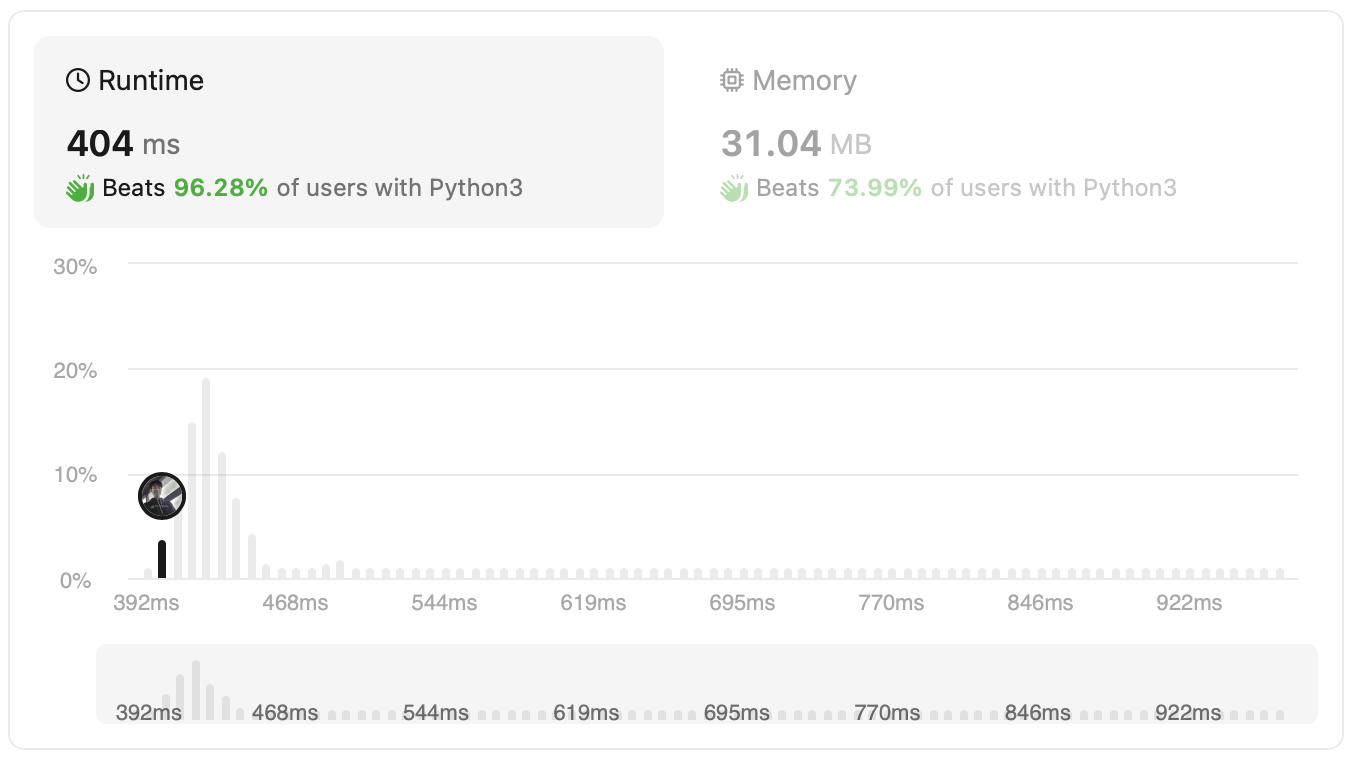 Runtime
404 ms
Beats 96.28% of users with Python3
Memory
31.04 MB
Beats 73.99% of users with Python3
30%
20%
10%
0%
392ms 468ms 544ms 619ms 695ms 770ms 846ms 922ms
392ms 468ms 544ms 619ms 695ms 770ms 846ms 922ms